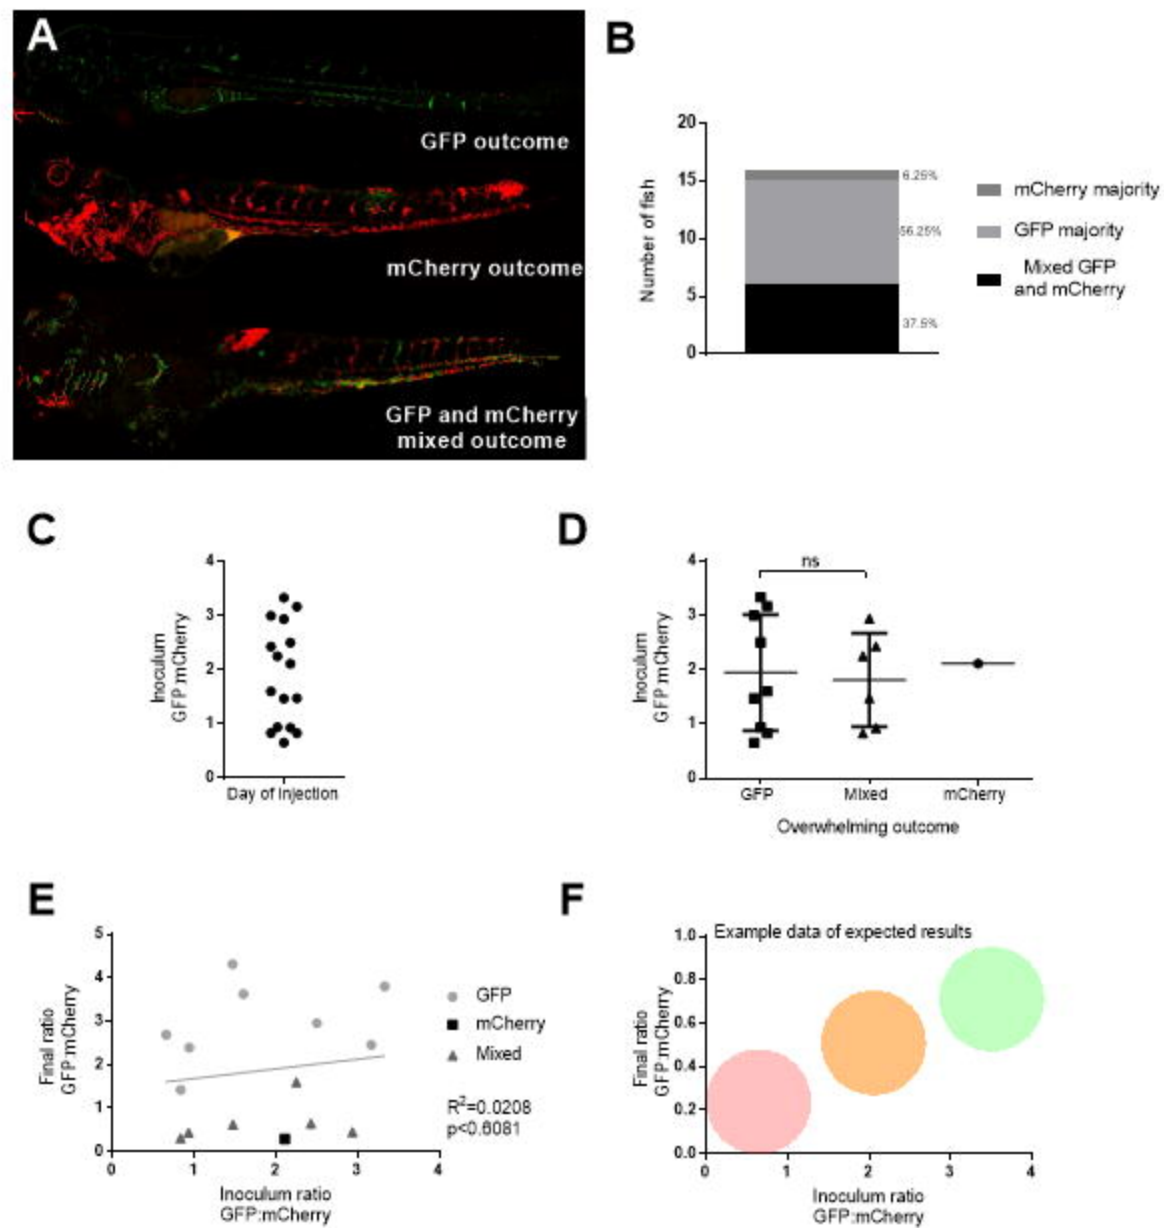 A
GFP outcome
mCherry outcome
GFP and mCherry
mixed outcome
B
20
15
10
5
0
Number of fish
6.25%
56.25%
37.5%
mCherry majority
GFP majority
Mixed GFP
and mCherry
C
4
3
2
1
0
Inoculum
GFP:mCherry
Day of Injection
D
4
3
2
1
0
Inoculum
GFP:mCherry
ns
GFP
Mixed
mCherry
Overwhelming outcome
E
5
4
3
2
1
0
Final ratio
GFP:mCherry
0
1
2
3
4
Inoculum ratio
GFP:mCherry
GFP
mCherry
Mixed
R²=0.0208
p<0.6081
F
Example data of expected results
1.0
0.8
0.6
0.4
0.2
0.0
Final ratio
GFP:mCherry
0
1
2
3
4
Inoculum ratio
GFP:mCherry